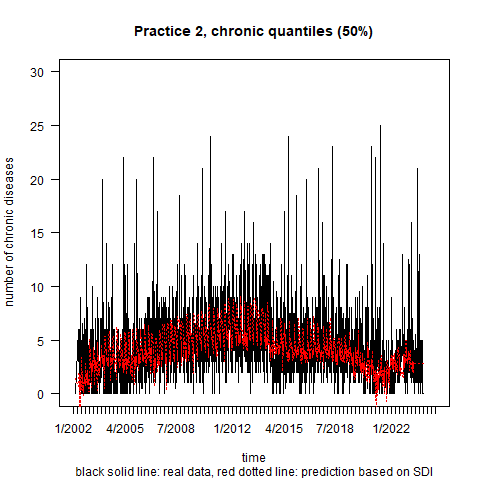 Practice 2, chronic quantiles (50%)
number of chronic diseases
30
25
20
15
10
5
0
1/2002 4/2005 7/2008 1/2012 4/2015 7/2018 1/2022
time
black solid line: real data, red dotted line: prediction based on SDI